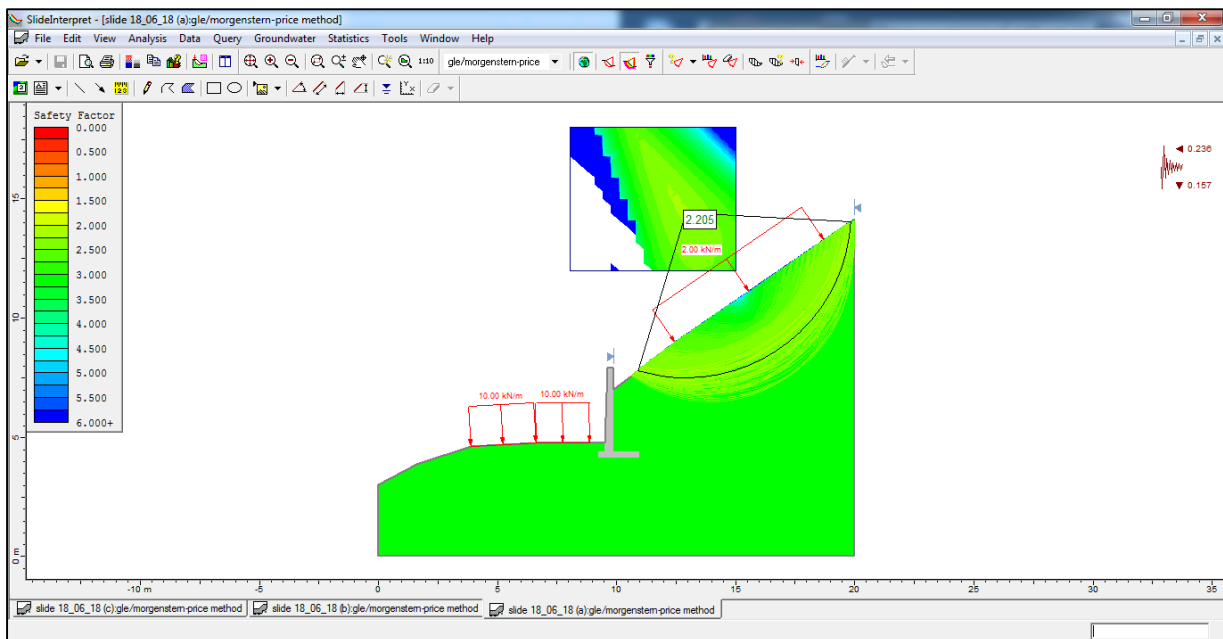 SlideInterpret - [slide 18_06_18 (a):gle/morgenstern-price method]
File Edit View Analysis Data Query Groundwater Statistics Tools Window Help
1:10 gle/morgenstern-price
Safety Factor
0.000
0.500
1.000
1.500
2.000
2.500
3.000
3.500
4.000
4.500
5.000
5.500
6.000+
0.236
0.157
2.205
2.00 kN/m
10.00 kN/m 10.00 kN/m
15
10
5
0 m
-10 m -5 0 5 10 15 20 25 30 35
slide 18_06_18 (c):gle/morgenstern-price method slide 18_06_18 (b):gle/morgenstern-price method slide 18_06_18 (a):gle/morgenstern-price method